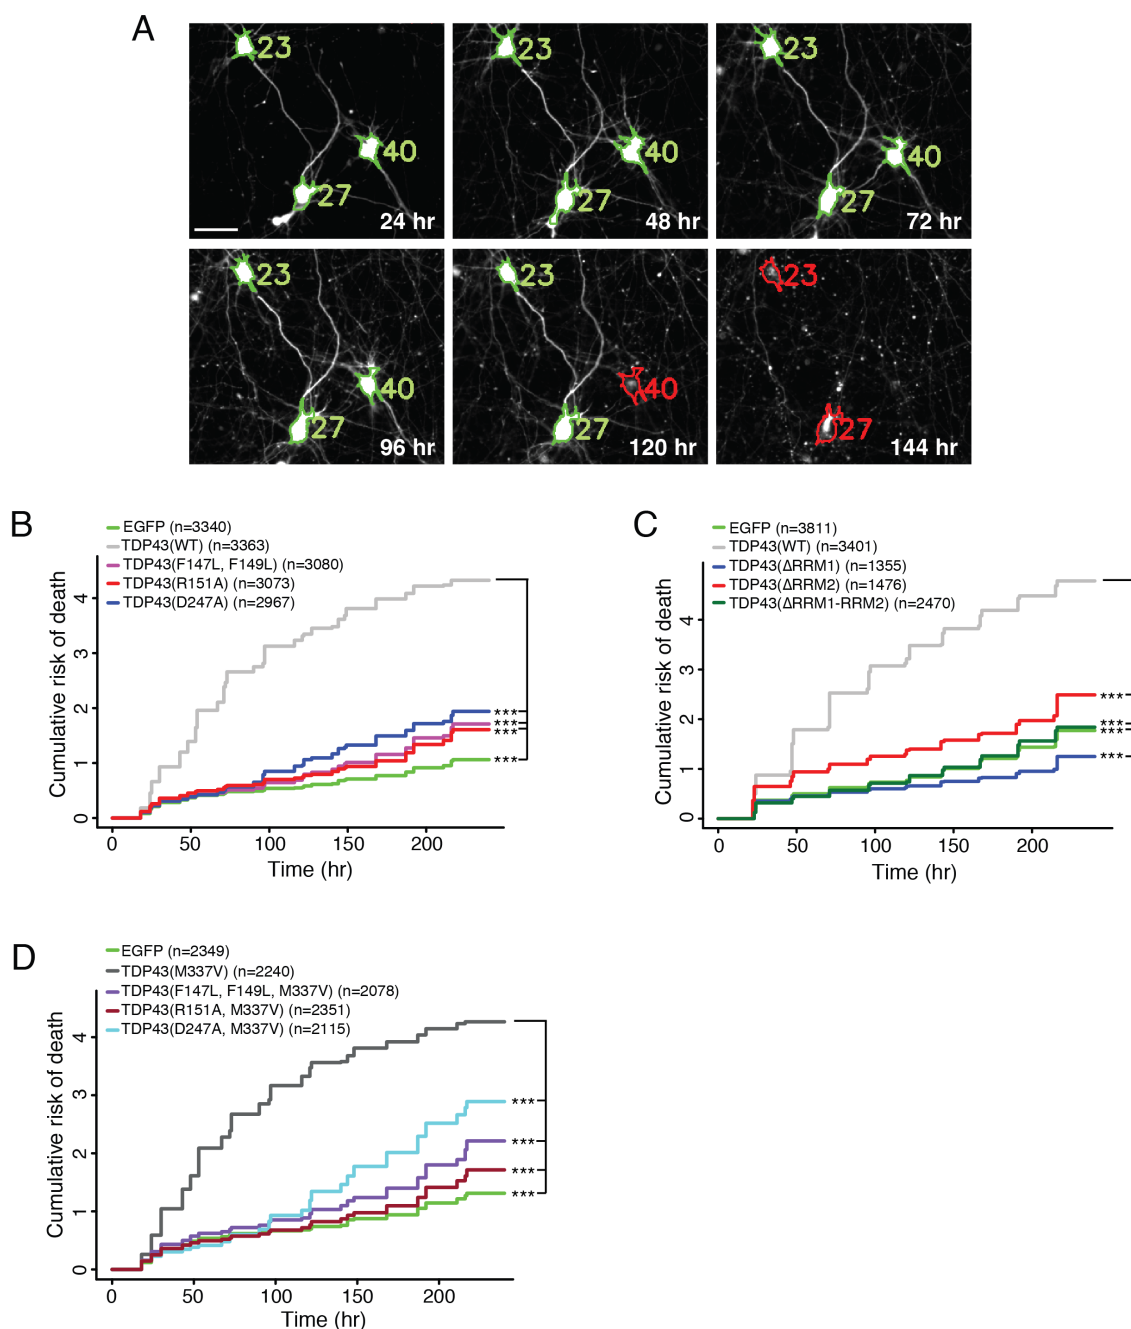 A
23
40
27
24 hr
23
40
27
48 hr
23
40
27
72 hr
23
40
27
96 hr
23
40
27
120 hr
23
27
144 hr
B
EGFP (n=3340)
TDP43(WT) (n=3363)
TDP43(F147L, F149L) (n=3080)
TDP43(R151A) (n=3073)
TDP43(D247A) (n=2967)
Cumulative risk of death
4
3
2
1
0
***
***
***
***
0 50 100 150 200
Time (hr)
C
EGFP (n=3811)
TDP43(WT) (n=3401)
TDP43(ΔRRM1) (n=1355)
TDP43(ΔRRM2) (n=1476)
TDP43(ΔRRM1-RRM2) (n=2470)
Cumulative risk of death
4
3
2
1
0
***
***
***
***
0 50 100 150 200
Time (hr)
D
EGFP (n=2349)
TDP43(M337V) (n=2240)
TDP43(F147L, F149L, M337V) (n=2078)
TDP43(R151A, M337V) (n=2351)
TDP43(D247A, M337V) (n=2115)
Cumulative risk of death
4
3
2
1
0
***
***
***
***
0 50 100 150 200
Time (hr)